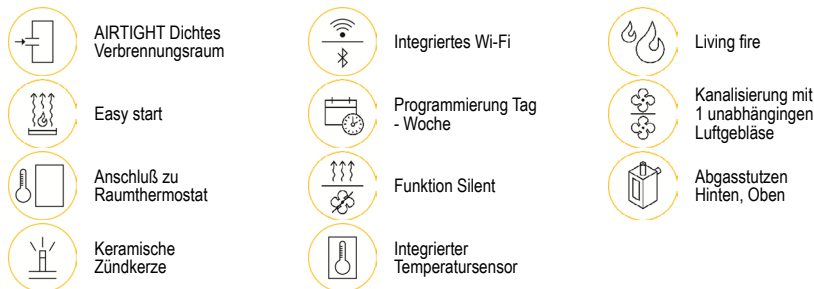 AIRTIGHT Dichtes
Verbrennungsraum
Easy start
Anschluß zu
Raumthermostat
Keramische
Zündkerze
Integriertes Wi-Fi
Programmierung Tag
- Woche
Funktion Silent
Integrierter
Temperatursensor
Living fire
Kanalisierung mit
1 unabhängingen
Luftgebläse
Abgasstutzen
Hinten, Oben